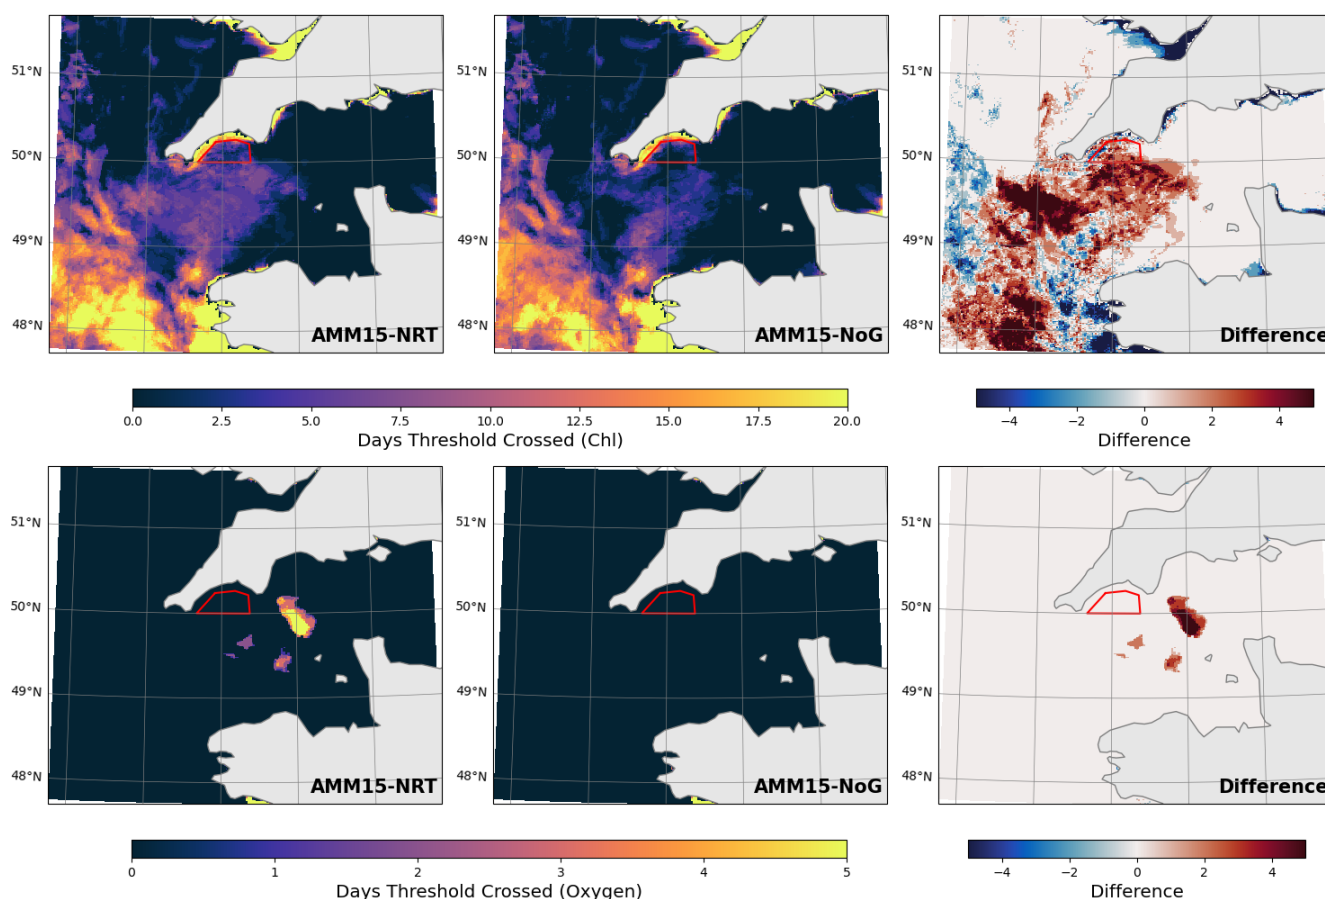 51°N
50°N
49°N
48°N
AMM15-NRT
51°N
50°N
49°N
48°N
AMM15-NoG
51°N
50°N
49°N
48°N
Difference
0.0 2.5 5.0 7.5 10.0 12.5 15.0 17.5 20.0
Days Threshold Crossed (Chl)
−4 −2 0 2 4
Difference
51°N
50°N
49°N
48°N
AMM15-NRT
51°N
50°N
49°N
48°N
AMM15-NoG
51°N
50°N
49°N
48°N
Difference
0 1 2 3 4 5
Days Threshold Crossed (Oxygen)
−4 −2 0 2 4
Difference